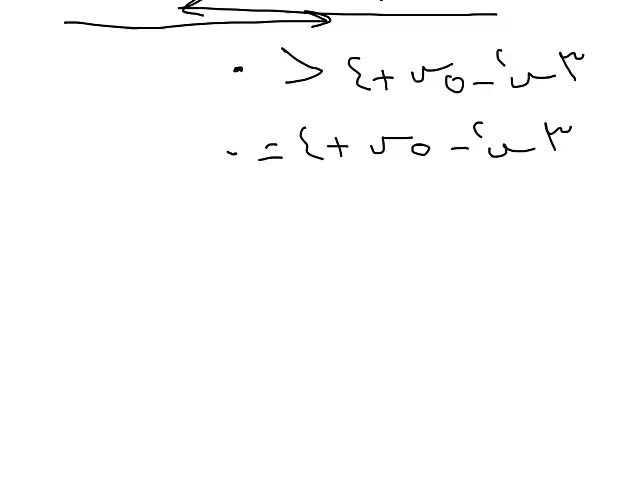 ٣س٢ - ٥س + ٤ < ٠
٣س٢ - ٥س + ٤ = ٠